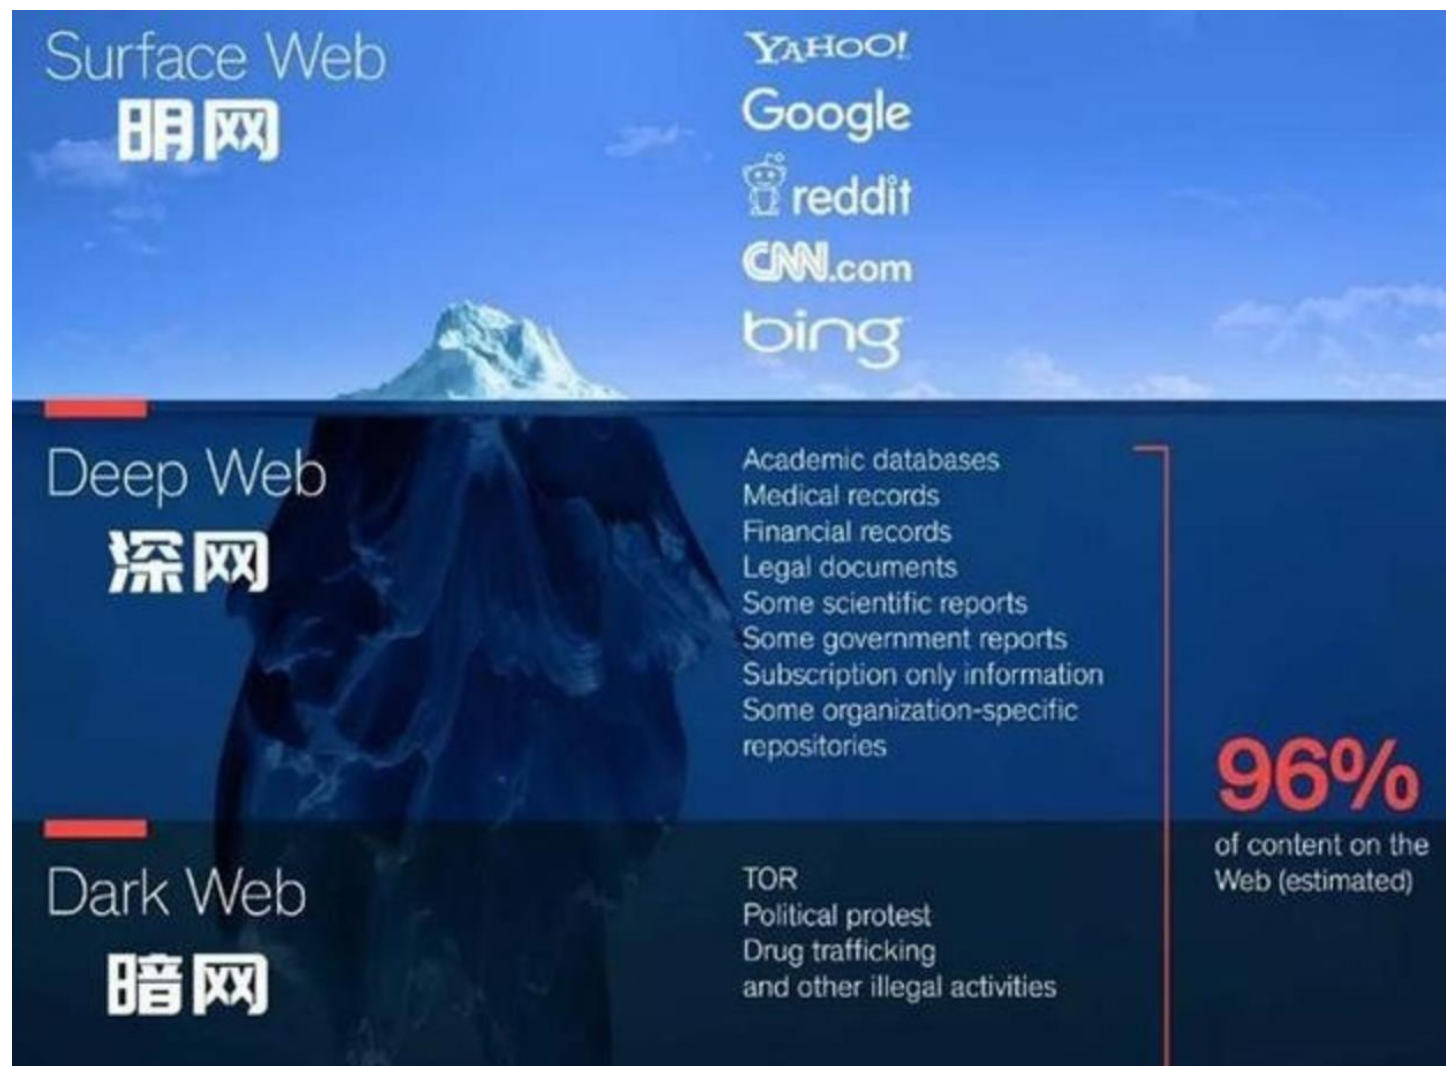 Surface Web
明网
YAHOO!
Google
reddit
CNN.com
bing
Deep Web
深网
Academic databases
Medical records
Financial records
Legal documents
Some scientific reports
Some government reports
Subscription only information
Some organization-specific
repositories
96%
of content on the
Web (estimated)
Dark Web
暗网
TOR
Political protest
Drug trafficking
and other illegal activities